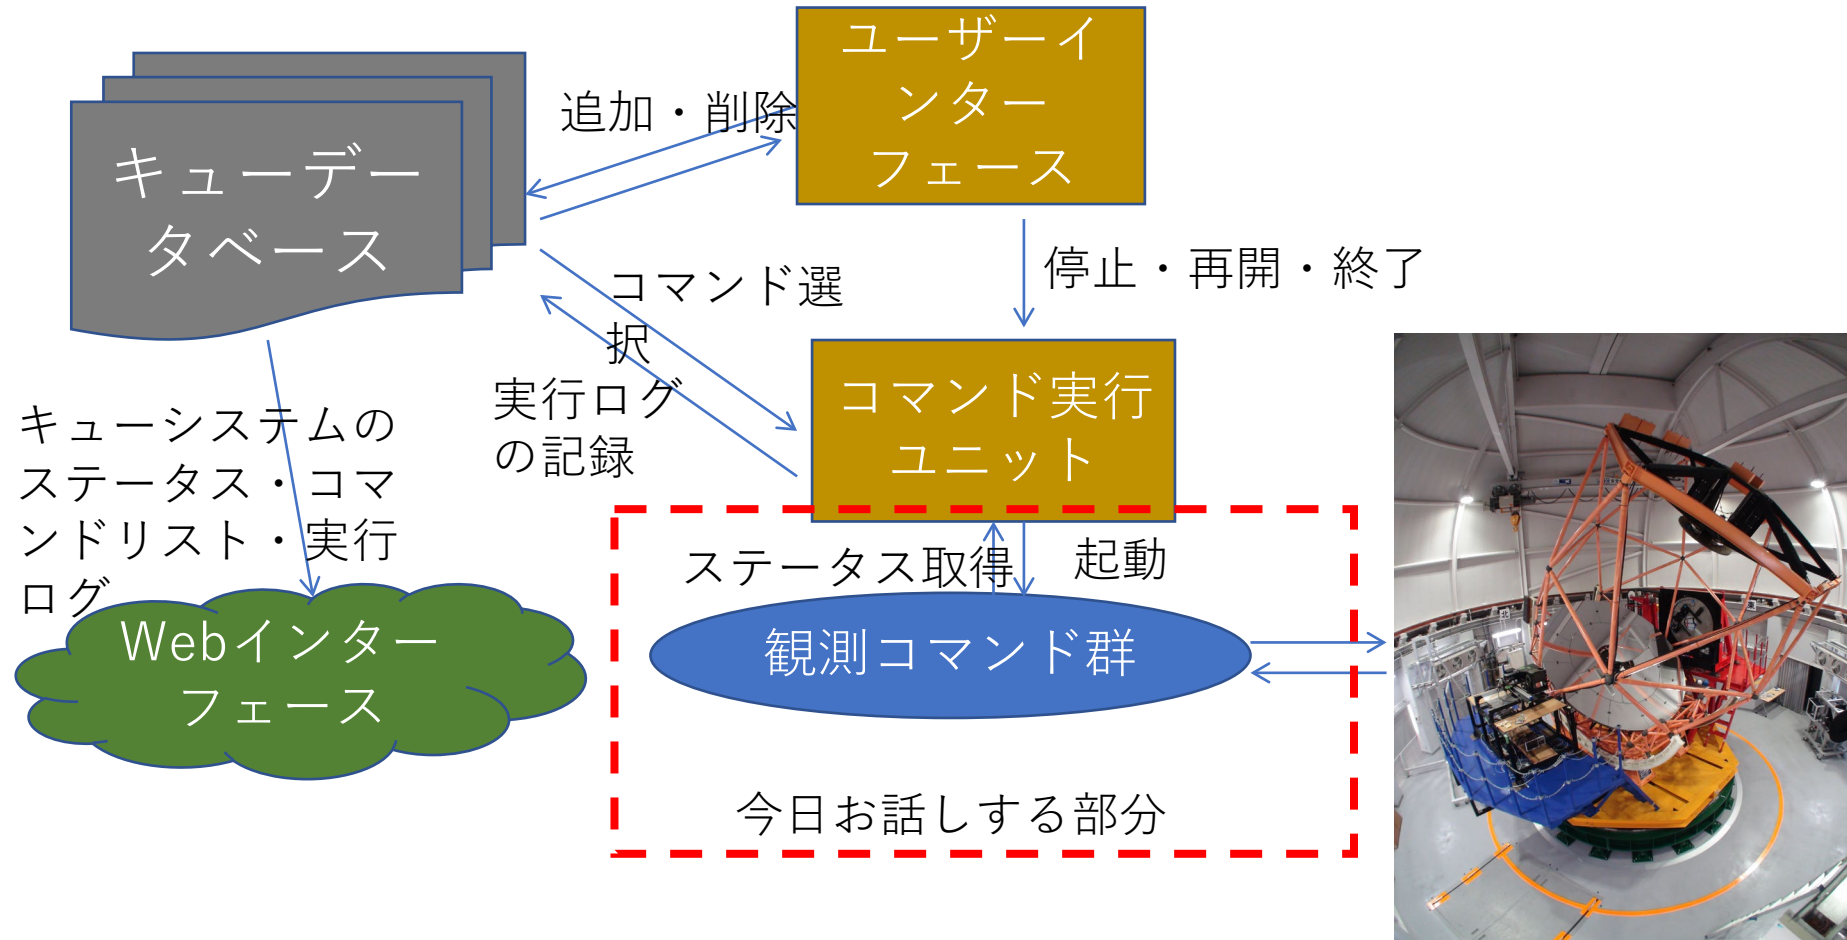 ユーザーイ
ンター
フェース
追加・削除
キューデー
タベース
停止・再開・終了
コマンド選
択
実行ログ
の記録
コマンド実行
ユニット
キューシステムの
ステータス・コマ
ンドリスト・実行
ログ
ステータス取得
起動
Webインター
フェース
観測コマンド群
今日お話しする部分